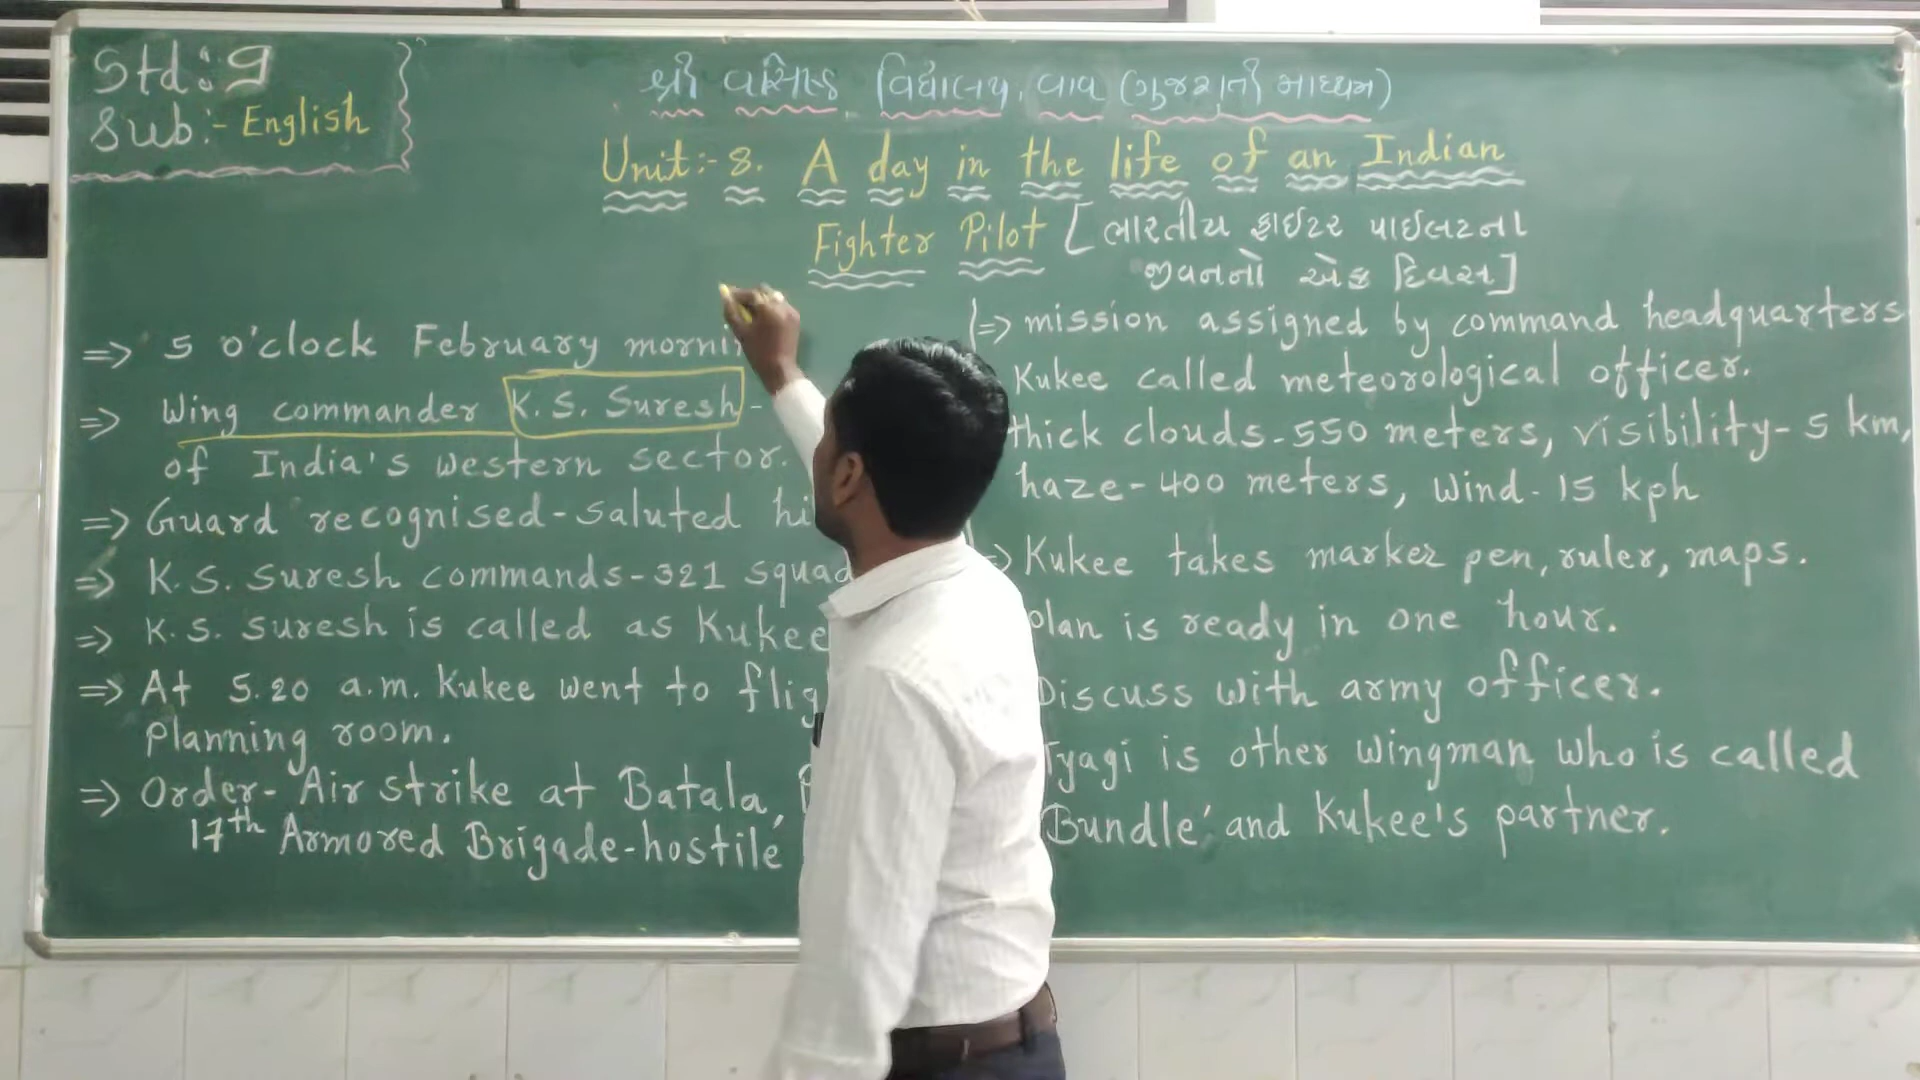 Std:9
Sub:- English
શ્રી વશિષ્ઠ વિદ્યાલય, વાવ (ગુજરાતી માધ્યમ)
Unit:-8. A day in the life of an Indian
Fighter Pilot [ભારતીય ફાઈટર પાઈલટના
જીવનનો એક દિવસ]
=> 5 o'clock February morni
=> Wing commander K.S. Suresh -
of India's western sector.
=> Guard recognised-saluted hi
=> K.S. Suresh commands-321 squad
=> K.S. Suresh is called as Kukee
=> At 5.20 a.m. Kukee went to flig
planning room.
=> Order- Air strike at Batala,
17th Armored Brigade-hostile
=> mission assigned by command headquarters
Kukee called meteorological officer.
thick clouds-550 meters, visibility-5 km,
haze-400 meters, wind-15 kph
=> Kukee takes marker pen, ruler, maps.
plan is ready in one hour.
Discuss with army officer.
Tyagi is other wingman who is called
Bundle' and Kukee's partner.